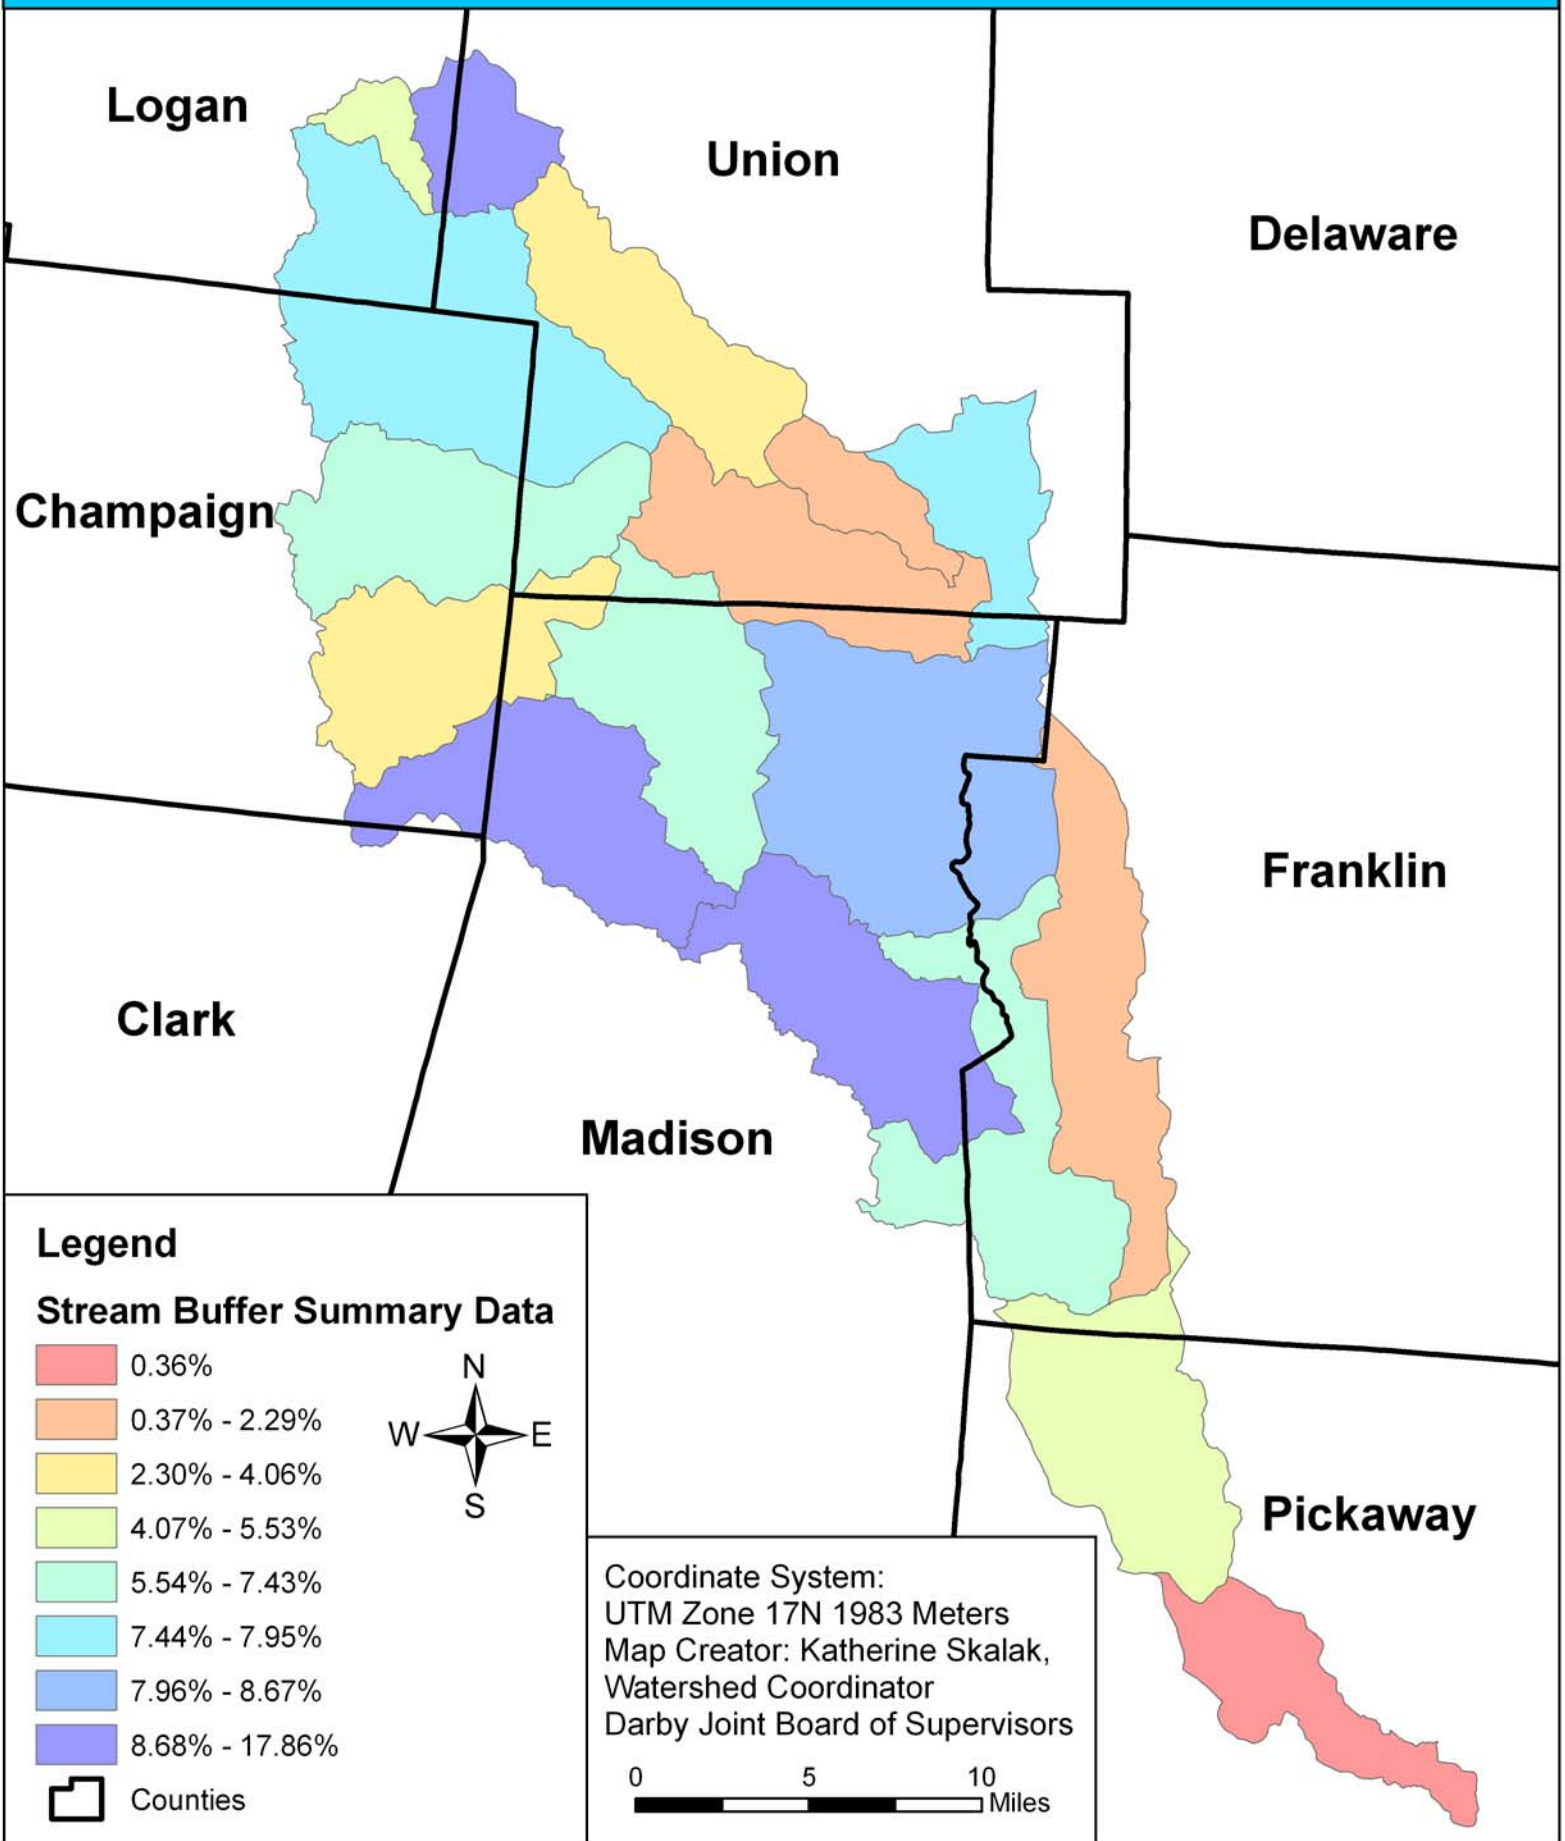 Logan
Union
Delaware
Champaign
Franklin
Clark
Madison
Pickaway
Legend
Stream Buffer Summary Data
0.36%
0.37% - 2.29%
2.30% - 4.06%
4.07% - 5.53%
5.54% - 7.43%
7.44% - 7.95%
7.96% - 8.67%
8.68% - 17.86%
Counties
N
W E
S
Coordinate System:
UTM Zone 17N 1983 Meters
Map Creator: Katherine Skalak,
Watershed Coordinator
Darby Joint Board of Supervisors
0 5 10
Miles